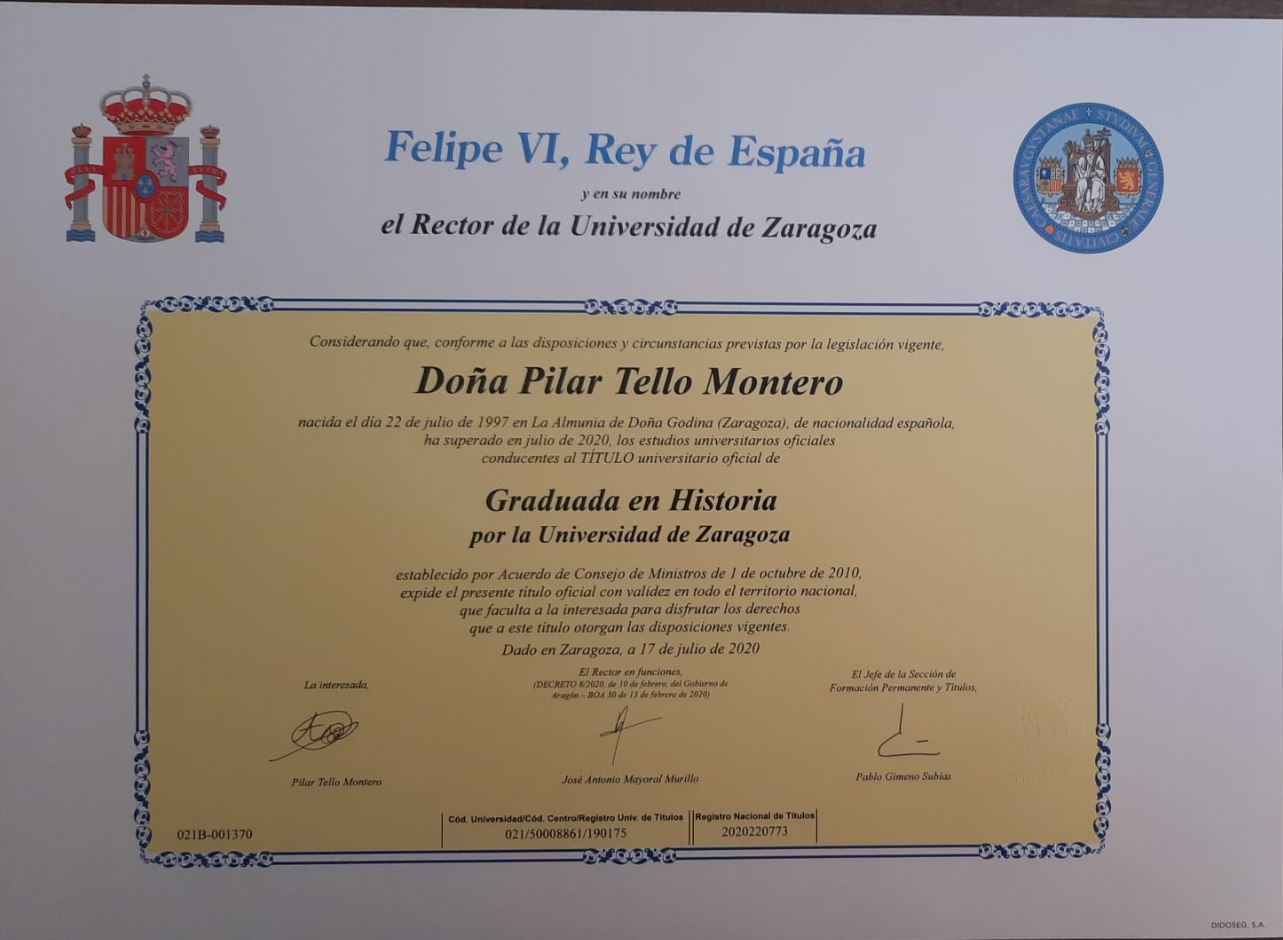 Felipe VI, Rey de España
y en su nombre
el Rector de la Universidad de Zaragoza
PLVS VLTRA
CAESARAVGVSTANAE STVDIVM GENERALE CIVITATIS
Considerando que, conforme a las disposiciones y circunstancias previstas por la legislación vigente,
Doña Pilar Tello Montero
nacida el día 22 de julio de 1997 en La Almunia de Doña Godina (Zaragoza), de nacionalidad española,
ha superado en julio de 2020, los estudios universitarios oficiales
conducentes al TÍTULO universitario oficial de
Graduada en Historia
por la Universidad de Zaragoza
establecido por Acuerdo de Consejo de Ministros de 1 de octubre de 2010,
expide el presente título oficial con validez en todo el territorio nacional,
que faculta a la interesada para disfrutar los derechos
que a este título otorgan las disposiciones vigentes.
Dado en Zaragoza, a 17 de julio de 2020
La interesada,
El Rector en funciones,
(DECRETO 8/2020, de 10 de febrero, del Gobierno de
Aragón – BOA 30 de 13 de febrero de 2020)
El Jefe de la Sección de
Formación Permanente y Títulos,
Pilar Tello Montero
José Antonio Mayoral Murillo
Pablo Gimeno Subías
021B-001370
Cód. Universidad/Cód. Centro/Registro Univ. de Títulos
021/50008861/190175
Registro Nacional de Títulos
2020220773
DIDOSEG, S.A.